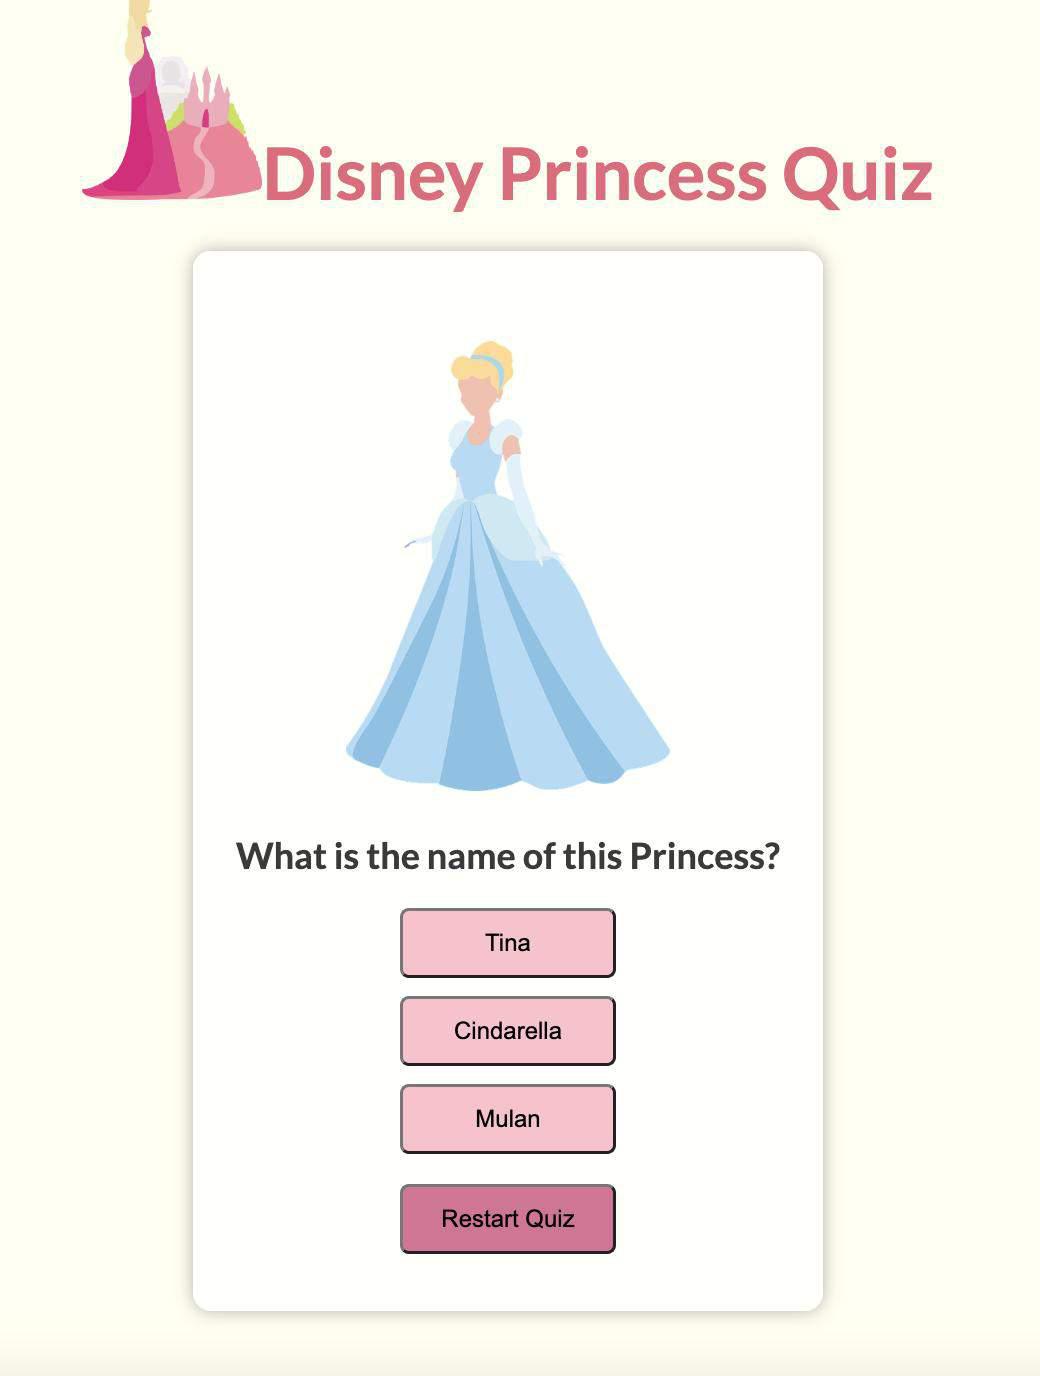 Disney Princess Quiz
What is the name of this Princess?
Tina
Cindarella
Mulan
Restart Quiz